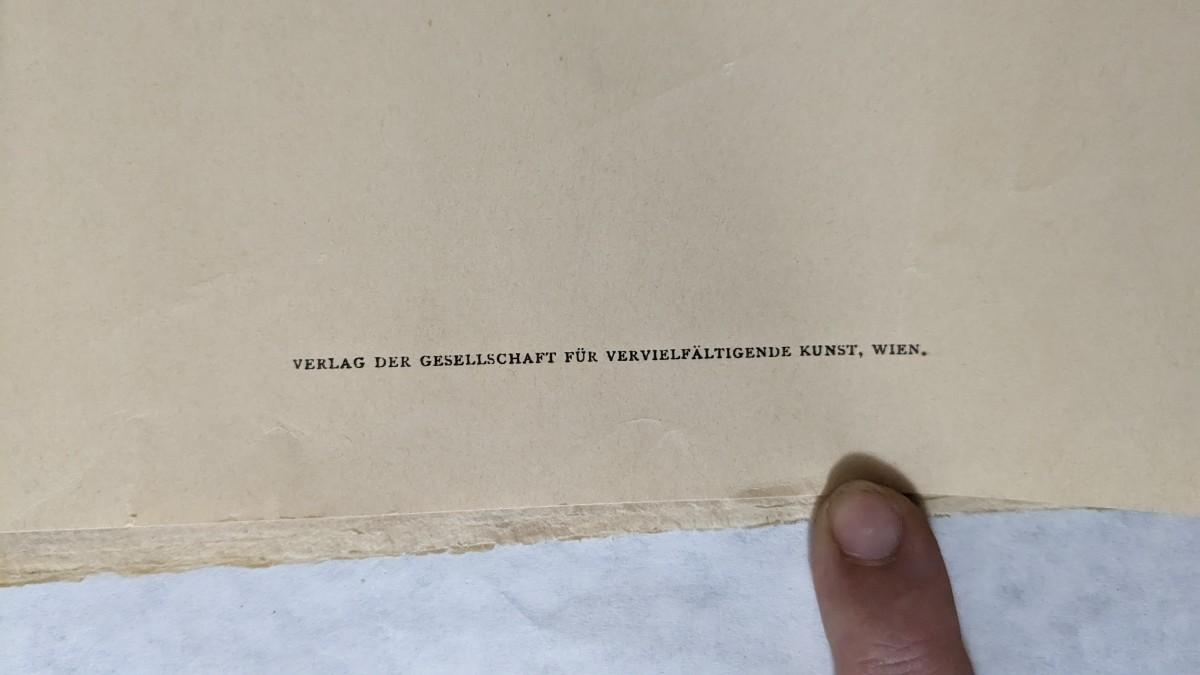 VERLAG DER GESELLSCHAFT FÜR VERVIELFÄLTIGENDE KUNST, WIEN.